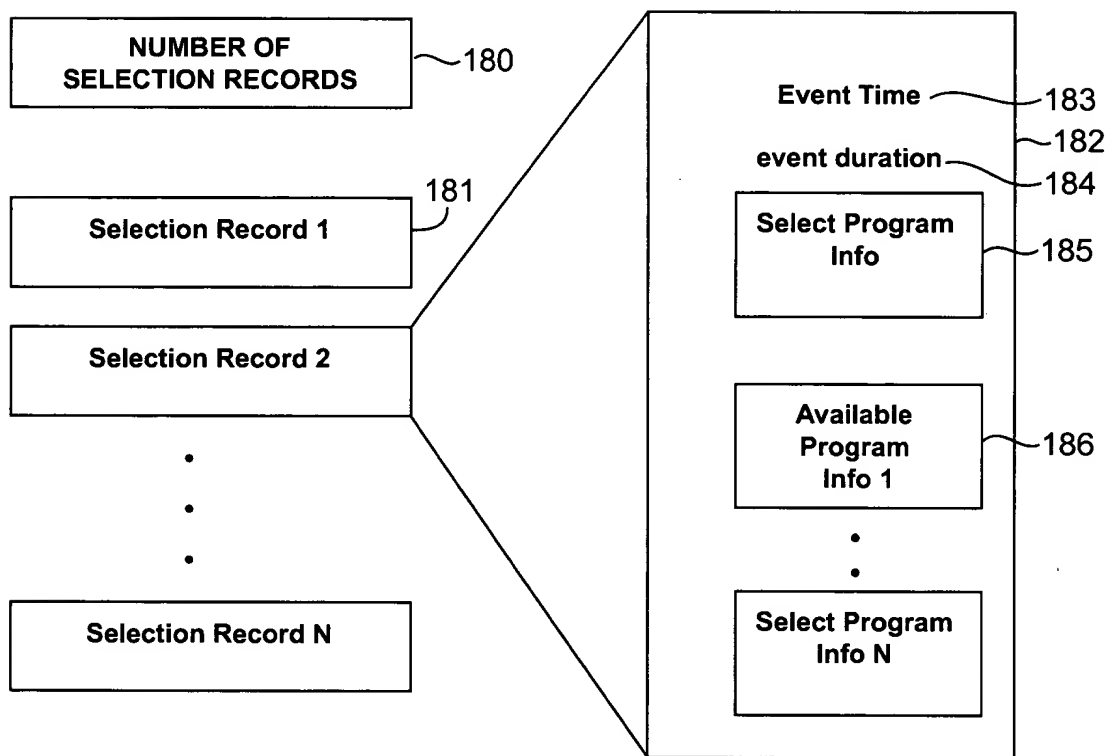 NUMBER OF
SELECTION RECORDS
180
181
Selection Record 1
Selection Record 2
Selection Record N
Event Time
183
182
event duration
184
Select Program
Info
185
Available
Program
Info 1
186
Select Program
Info N